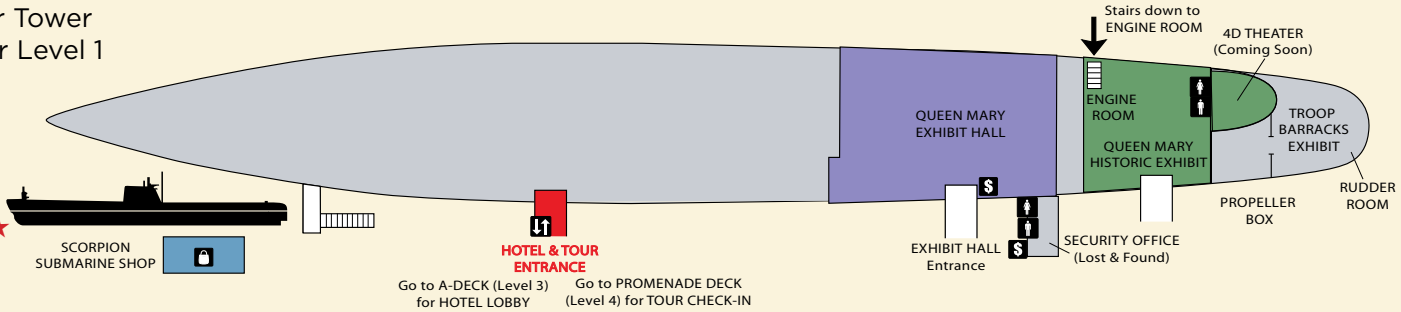 r Tower
r Level 1
Stairs down to
ENGINE ROOM
4D THEATER
(Coming Soon)
ENGINE
ROOM
QUEEN MARY
EXHIBIT HALL
TROOP
BARRACKS
EXHIBIT
QUEEN MARY
HISTORIC EXHIBIT
$
RUDDER
ROOM
PROPELLER
BOX
SCORPION
SUBMARINE SHOP
HOTEL & TOUR
ENTRANCE
EXHIBIT HALL
Entrance
$
SECURITY OFFICE
(Lost & Found)
Go to A-DECK (Level 3)
for HOTEL LOBBY
Go to PROMENADE DECK
(Level 4) for TOUR CHECK-IN